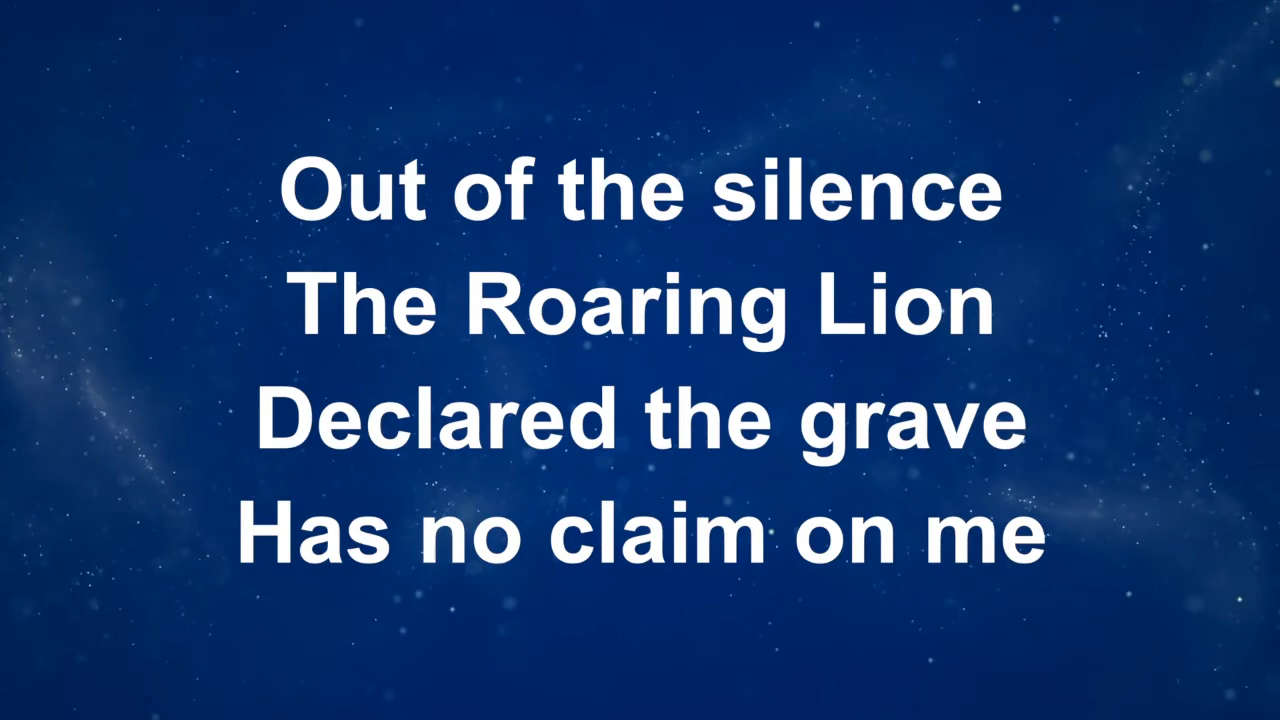 Out of the silence
The Roaring Lion
Declared the grave
Has no claim on me